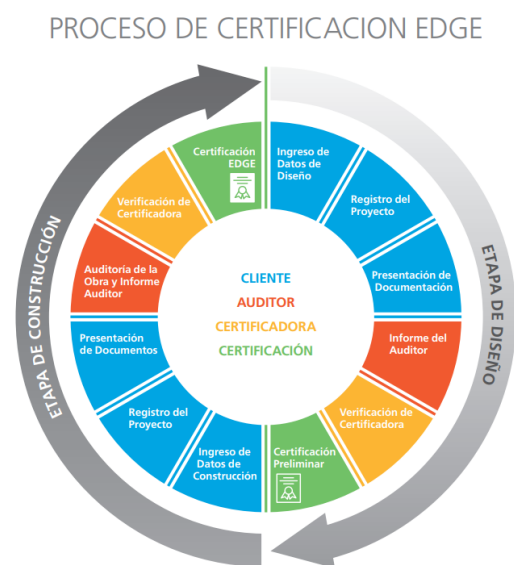 PROCESO DE CERTIFICACION EDGE
Ingreso de
Datos de
Diseño
Registro del
Proyecto
Presentación de
Documentación
Informe del
Auditor
Verificación de
Certificadora
Certificación
Preliminar
Ingreso de
Datos de
Construcción
Registro del
Proyecto
Presentación
de Documentos
Auditoría de la
Obra y Informe
Auditor
Verificación de
Certificadora
Certificación
EDGE
CLIENTE
AUDITOR
CERTIFICADORA
CERTIFICACIÓN
ETAPA DE DISEÑO
ETAPA DE CONSTRUCCIÓN